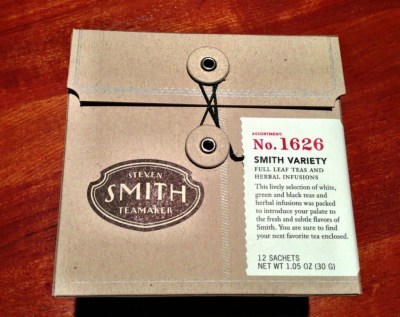 STEVEN
SMITH
TEAMAKER
ASSORTMENT:
No. 1626
SMITH VARIETY
FULL LEAF TEAS AND
HERBAL INFUSIONS
This lively selection of white,
green and black teas and
herbal infusions was packed
to introduce your palate to
the fresh and subtle flavors of
Smith. You are sure to find
your next favorite tea enclosed.
12 SACHETS
NET WT 1.05 OZ (30 G)